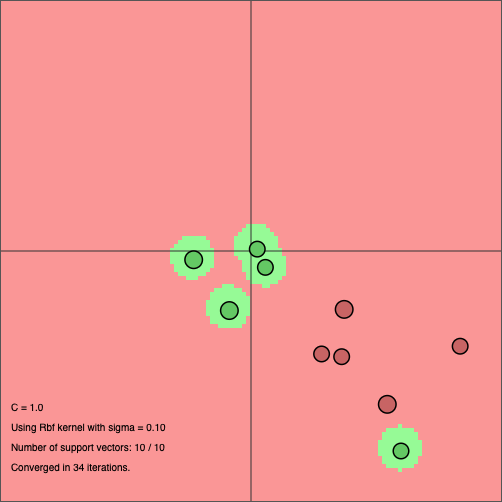 C = 1.0
Using Rbf kernel with sigma = 0.10
Number of support vectors: 10 / 10
Converged in 34 iterations.